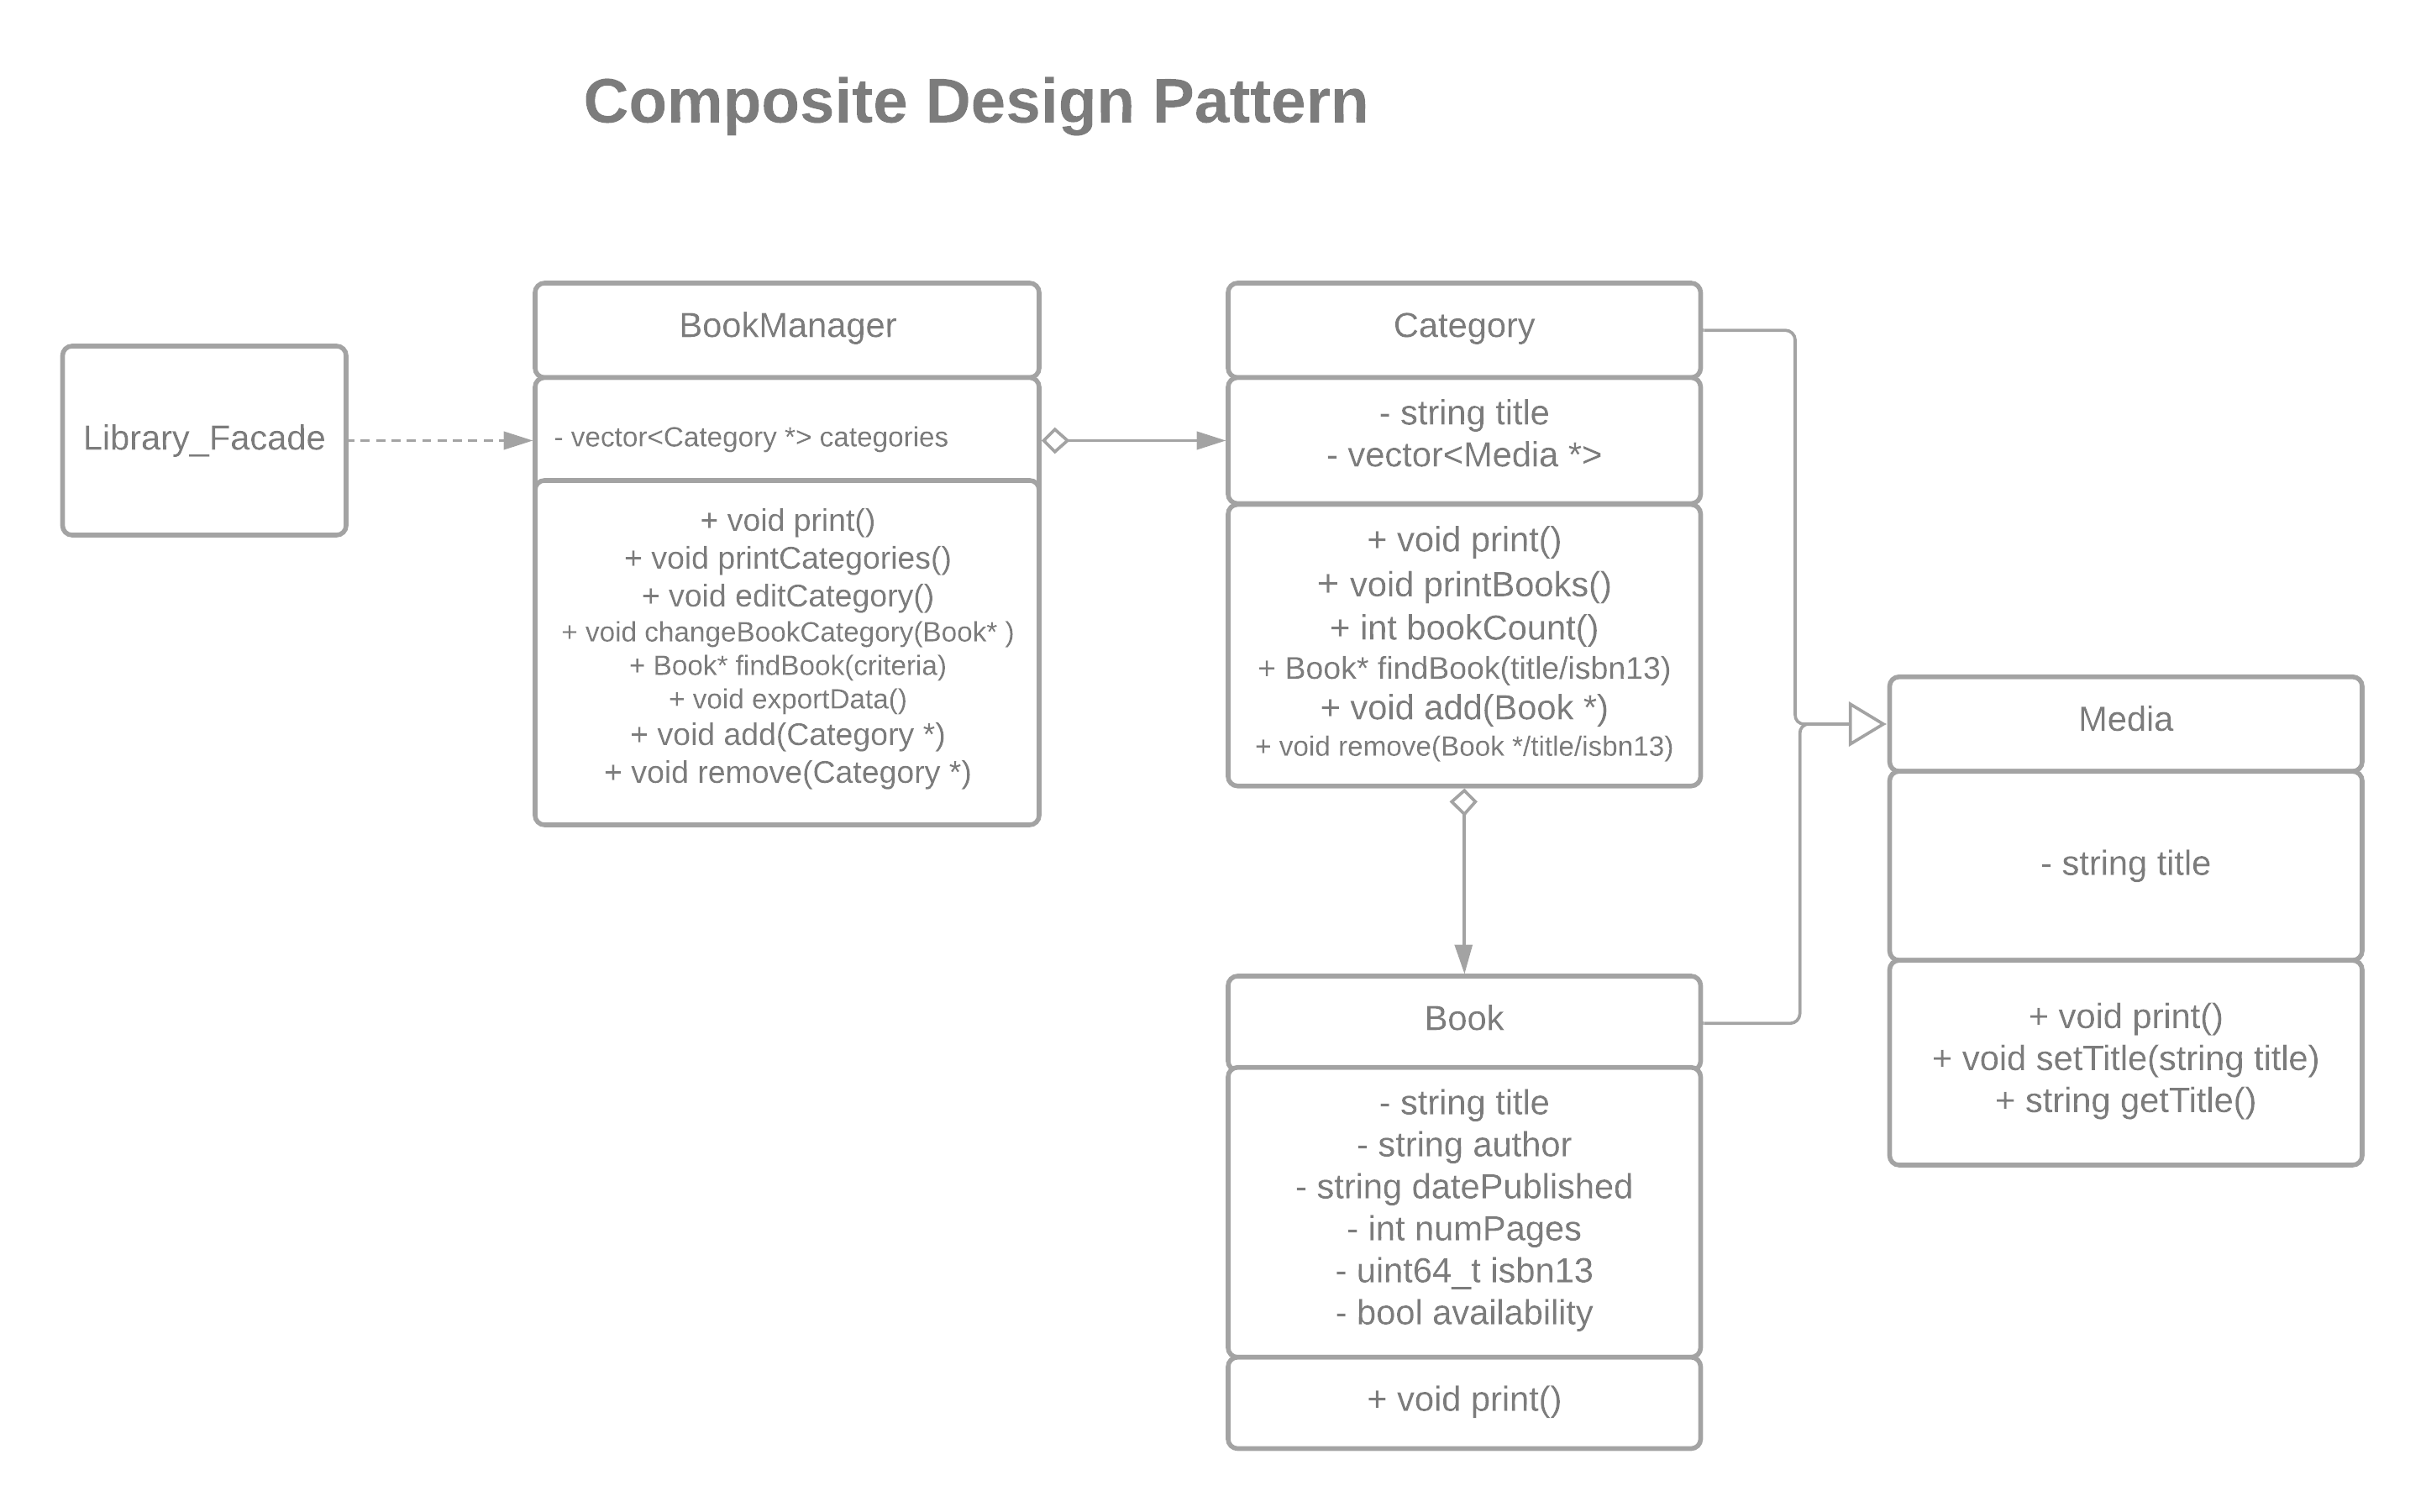 Composite Design Pattern
Library_Facade
BookManager
- vector<Category *> categories
+ void print()
+ void printCategories()
+ void editCategory()
+ void changeBookCategory(Book* )
+ Book* findBook(criteria)
+ void exportData()
+ void add(Category *)
+ void remove(Category *)
Category
- string title
- vector<Media *>
+ void print()
+ void printBooks()
+ int bookCount()
+ Book* findBook(title/isbn13)
+ void add(Book *)
+ void remove(Book */title/isbn13)
Book
- string title
- string author
- string datePublished
- int numPages
- uint64_t isbn13
- bool availability
+ void print()
Media
- string title
+ void print()
+ void setTitle(string title)
+ string getTitle()